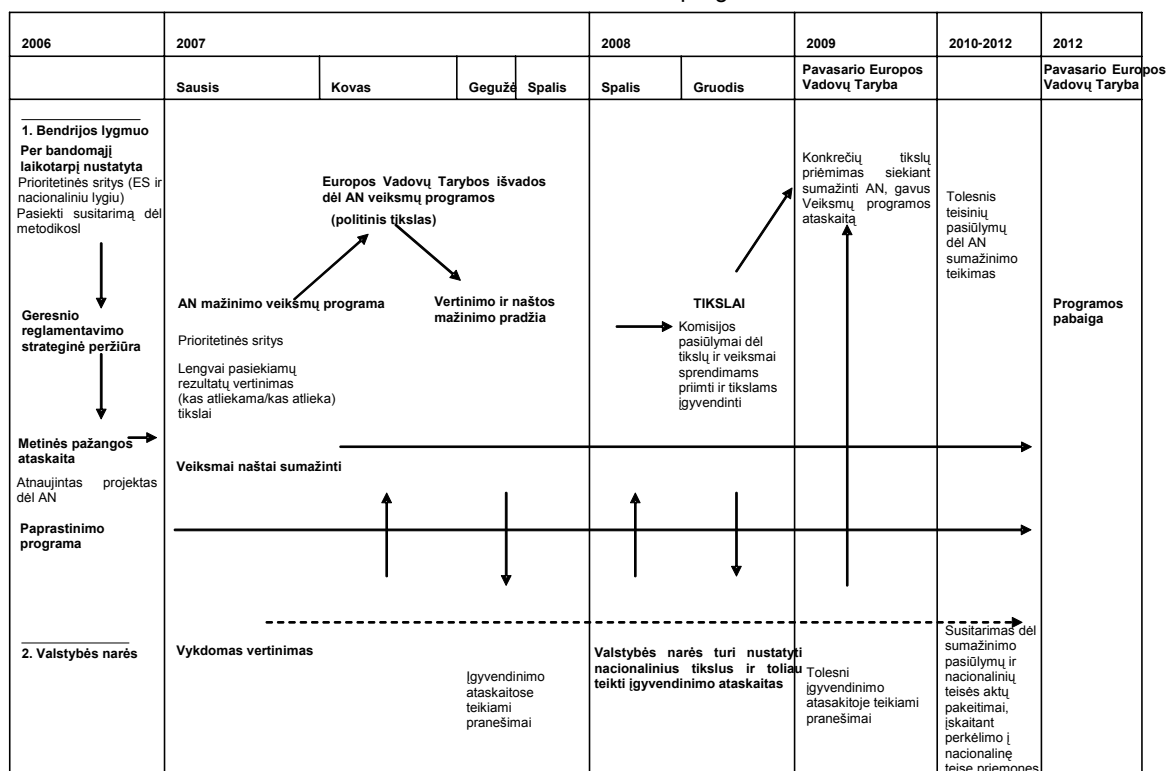 2006
2007
2008
2009
2010-2012
2012
Sausis
Kovas
Gegužė
Spalis
Spalis
Gruodis
Pavasario Europos
Vadovų Taryba
Pavasario Europos
Vadovų Taryba
1. Bendrijos lygmuo
Per bandomąjį
laikotarpį nustatyta
Prioritetinės sritys (ES ir
nacionaliniu lygiu)
Pasiekti susitarimą dėl
metodikosl
Geresnio
reglamentavimo
strateginė peržiūra
Metinės pažangos
ataskaita
Atnaujintas projektas
dėl AN
Paprastinimo
programa
Europos Vadovų Tarybos išvados
dėl AN veiksmų programos
(politinis tikslas)
AN mažinimo veiksmų programa
Prioritetinės sritys
Lengvai pasiekiamų
rezultatų vertinimas
(kas atliekama/kas atlieka)
tikslai
Vertinimo ir naštos
mažinimo pradžia
Veiksmai naštai sumažinti
TIKSLAI
Komisijos
pasiūlymai dėl
tikslų ir veiksmai
sprendimams
priimti ir tikslams
įgyvendinti
Konkrečių tikslų
priėmimas siekiant
sumažinti AN, gavus
Veiksmų programos
ataskaitą
Tolesnis
teisinių
pasiūlymų
dėl AN
sumažinimo
teikimas
Programos
pabaiga
2. Valstybės narės
Vykdomas vertinimas
Įgyvendinimo
ataskaitose
teikiami
pranešimai
Valstybės narės turi nustatyti
nacionalinius tikslus ir toliau
teikti įgyvendinimo ataskaitas
Tolesni
įgyvendinimo
atasakitoje teikiami
pranešimai
Susitarimas dėl
sumažinimo
pasiūlymų ir
nacionalinių
teisės aktų
pakeitimai,
įskaitant
perkėlimo į
nacionalinę
teisę priemones